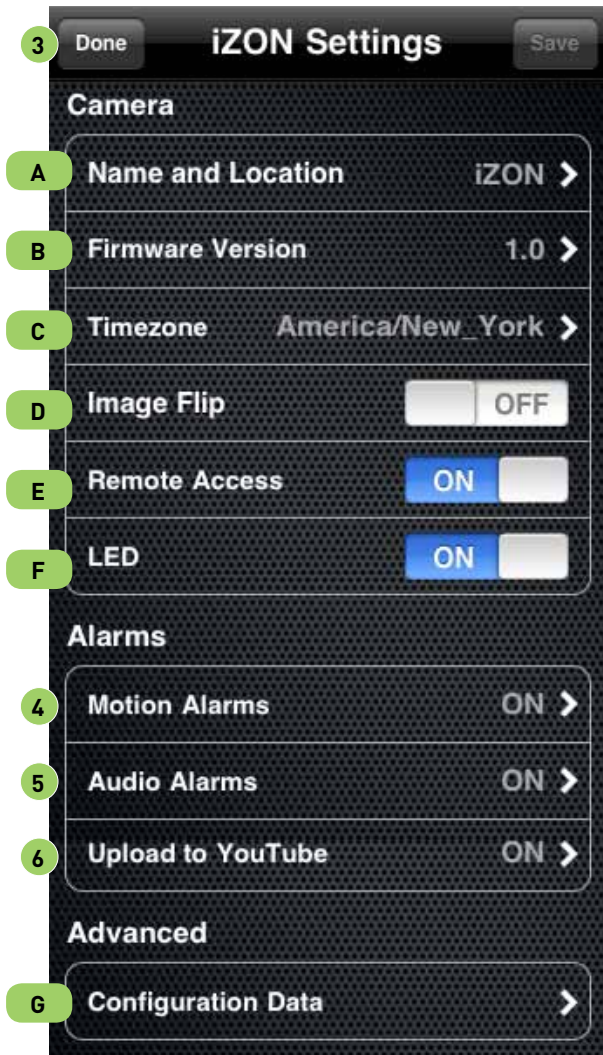 3 Done iZON Settings Save
Camera
A Name and Location iZON
B Firmware Version 1.0
C Timezone America/New_York
D Image Flip OFF
E Remote Access ON
F LED ON
Alarms
4 Motion Alarms ON
5 Audio Alarms ON
6 Upload to YouTube ON
Advanced
G Configuration Data